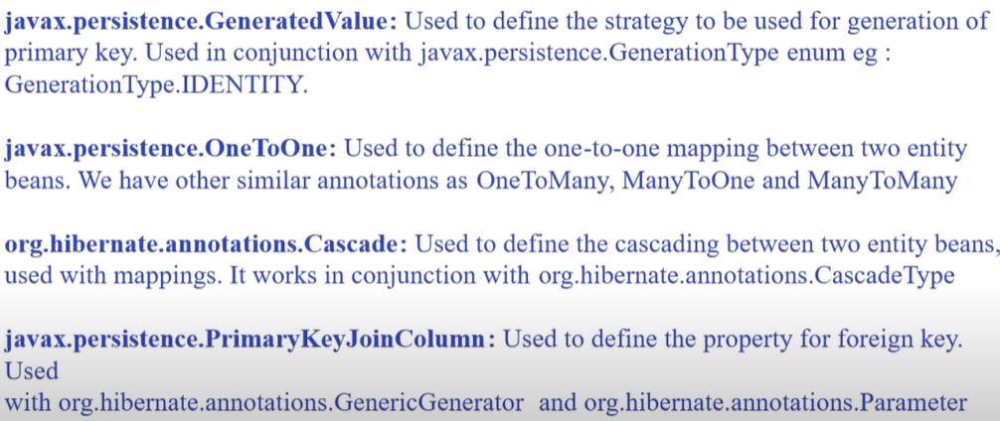 javax.persistence.GeneratedValue: Used to define the strategy to be used for generation of
primary key. Used in conjunction with javax.persistence.GenerationType enum eg :
GenerationType.IDENTITY.
javax.persistence.OneToOne: Used to define the one-to-one mapping between two entity
beans. We have other similar annotations as OneToMany, ManyToOne and ManyToMany
org.hibernate.annotations.Cascade: Used to define the cascading between two entity beans,
used with mappings. It works in conjunction with org.hibernate.annotations.CascadeType
javax.persistence.PrimaryKeyJoinColumn: Used to define the property for foreign key.
Used
with org.hibernate.annotations.GenericGenerator and org.hibernate.annotations.Parameter